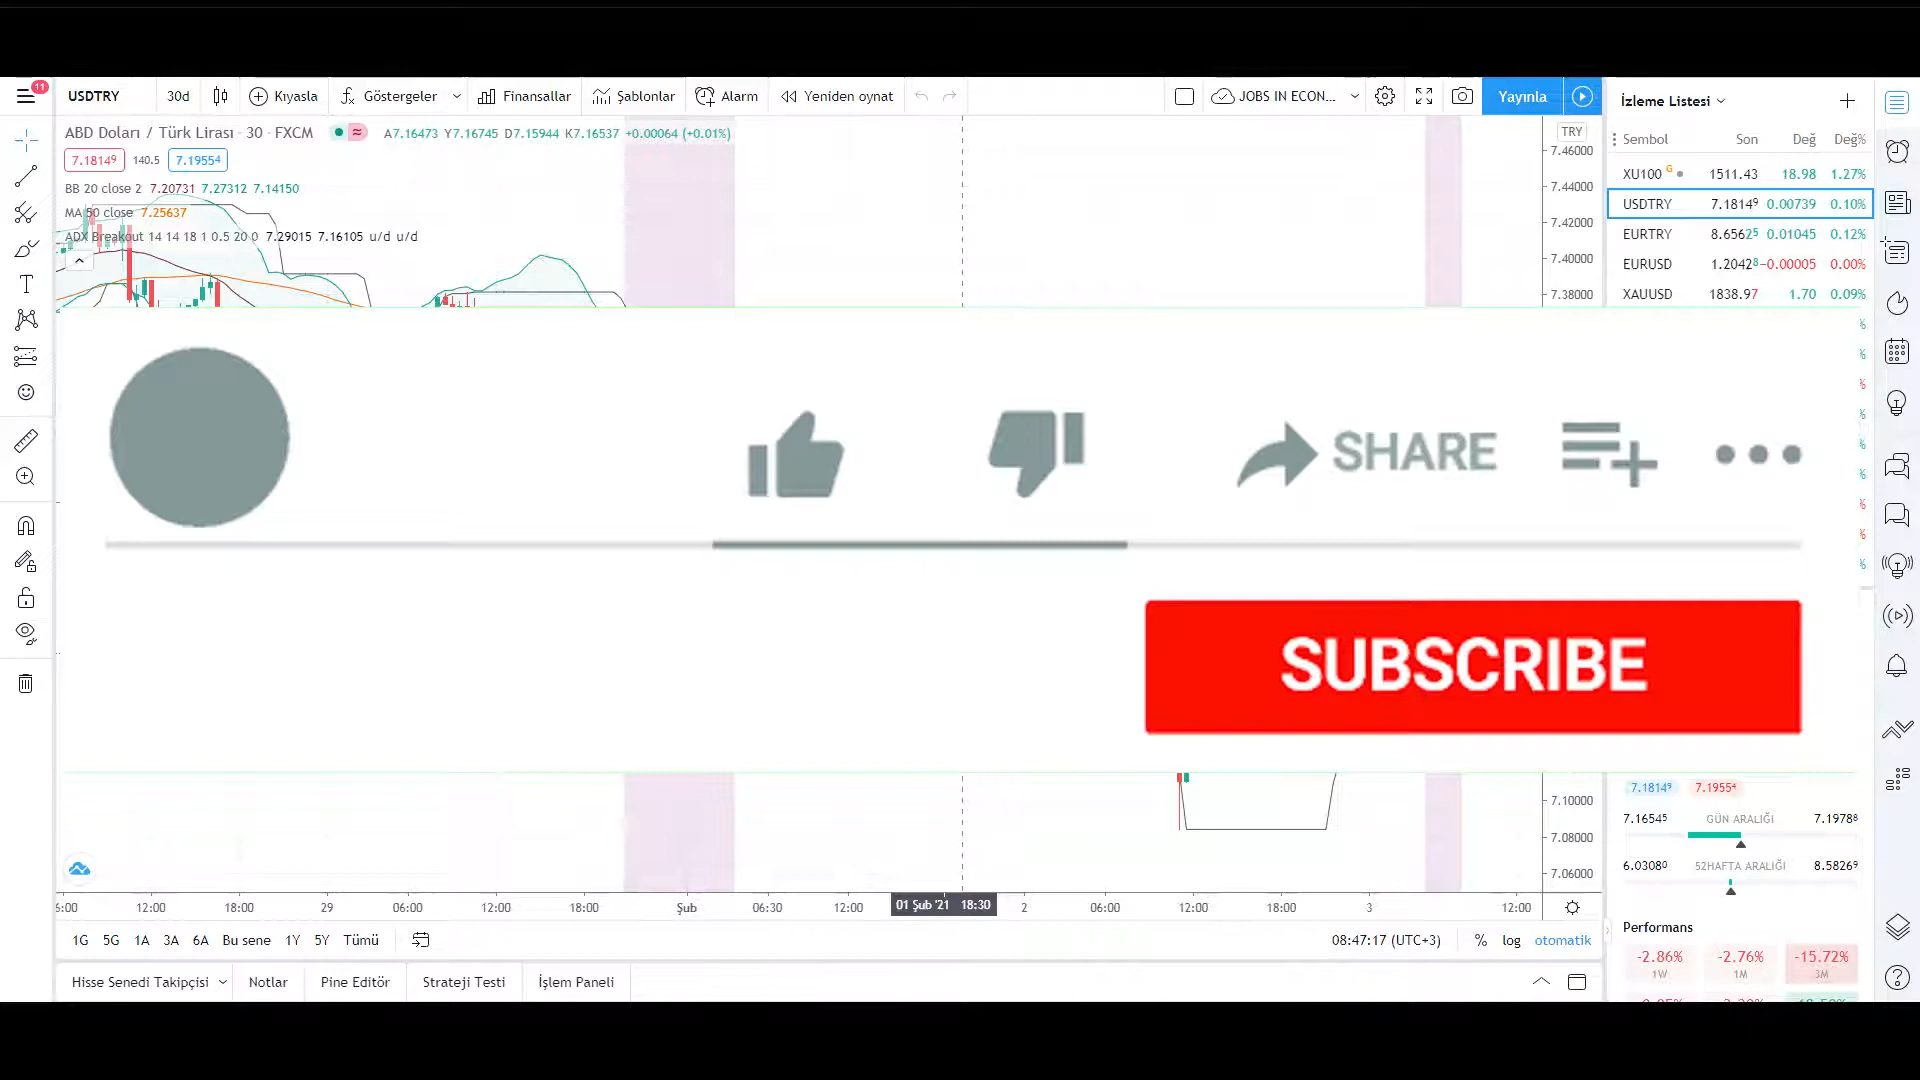 11
USDTRY 30d Kıyasla Göstergeler Finansallar Şablonlar Alarm Yeniden oynat JOBS IN ECON... Yayınla İzleme Listesi
ABD Doları / Türk Lirası · 30 · FXCM A7.16473 Y7.16745 D7.15944 K7.16537 +0.00064 (+0.01%) TRY Sembol Son Değ Değ%
7.18149 140.5 7.19554
7.46000
BB 20 close 2 7.20731 7.27312 7.14150
7.44000
MA 50 close 7.25637
7.42000
ADX Breakout 14 14 18 1 0.5 20 0 7.29015 7.16105 u/d u/d
7.40000
7.38000
XU100 G 1511.43 18.98 1.27%
USDTRY 7.18149 0.00739 0.10%
EURTRY 8.65625 0.01045 0.12%
EURUSD 1.20428 −0.00005 0.00%
XAUUSD 1838.97 1.70 0.09%
%
%
%
%
%
%
%
%
%
SHARE
SUBSCRIBE
7.10000
7.08000
7.06000
7.18149 7.19554
7.16545 GÜN ARALIĞI 7.19788
6.03080 52HAFTA ARALIĞI 8.58269
6:00 12:00 18:00 29 06:00 12:00 18:00 Şub 06:30 12:00 01 Şub '21 18:30 2 06:00 12:00 18:00 3 12:00
Performans
1G 5G 1A 3A 6A Bu sene 1Y 5Y Tümü 08:47:17 (UTC+3) % log otomatik
-2.86% -2.76% -15.72%
1W 1M 3M
Hisse Senedi Takipçisi Notlar Pine Editör Strateji Testi İşlem Paneli